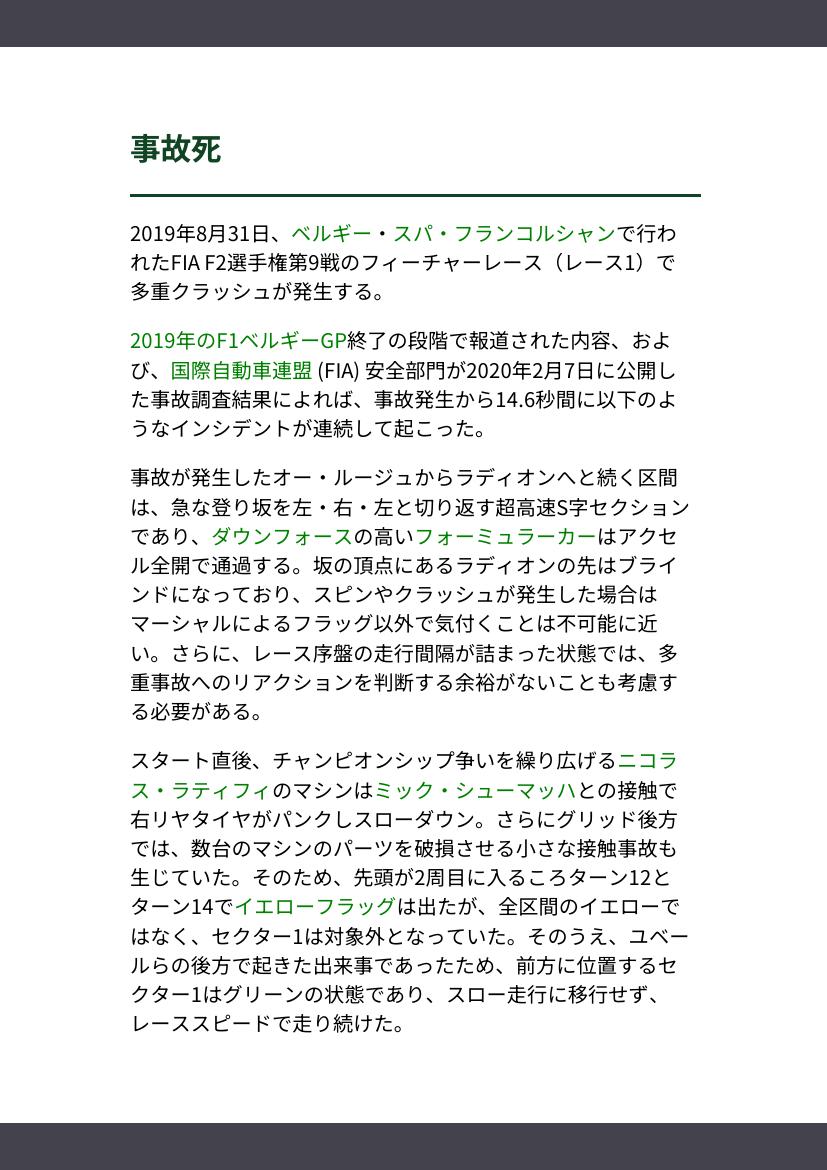 事故死
2019年8月31日、ベルギー・スパ・フランコルシャンで行わ
れたFIA F2選手権第9戦のフィーチャーレース（レース1）で
多重クラッシュが発生する。
2019年のF1ベルギーGP終了の段階で報道された内容、およ
び、国際自動車連盟 (FIA) 安全部門が2020年2月7日に公開し
た事故調査結果によれば、事故発生から14.6秒間に以下のよ
うなインシデントが連続して起こった。
事故が発生したオー・ルージュからラディオンへと続く区間
は、急な登り坂を左・右・左と切り返す超高速S字セクション
であり、ダウンフォースの高いフォーミュラーカーはアクセ
ル全開で通過する。坂の頂点にあるラディオンの先はブライ
ンドになっており、スピンやクラッシュが発生した場合は
マーシャルによるフラッグ以外で気付くことは不可能に近
い。さらに、レース序盤の走行間隔が詰まった状態では、多
重事故へのリアクションを判断する余裕がないことも考慮す
る必要がある。
スタート直後、チャンピオンシップ争いを繰り広げるニコラ
ス・ラティフィのマシンはミック・シューマッハとの接触で
右リヤタイヤがパンクしスローダウン。さらにグリッド後方
では、数台のマシンのパーツを破損させる小さな接触事故も
生じていた。そのため、先頭が2周目に入るころターン12と
ターン14でイエローフラッグは出たが、全区間のイエローで
はなく、セクター1は対象外となっていた。そのうえ、ユベー
ルらの後方で起きた出来事であったため、前方に位置するセ
クター1はグリーンの状態であり、スロー走行に移行せず、
レーススピードで走り続けた。